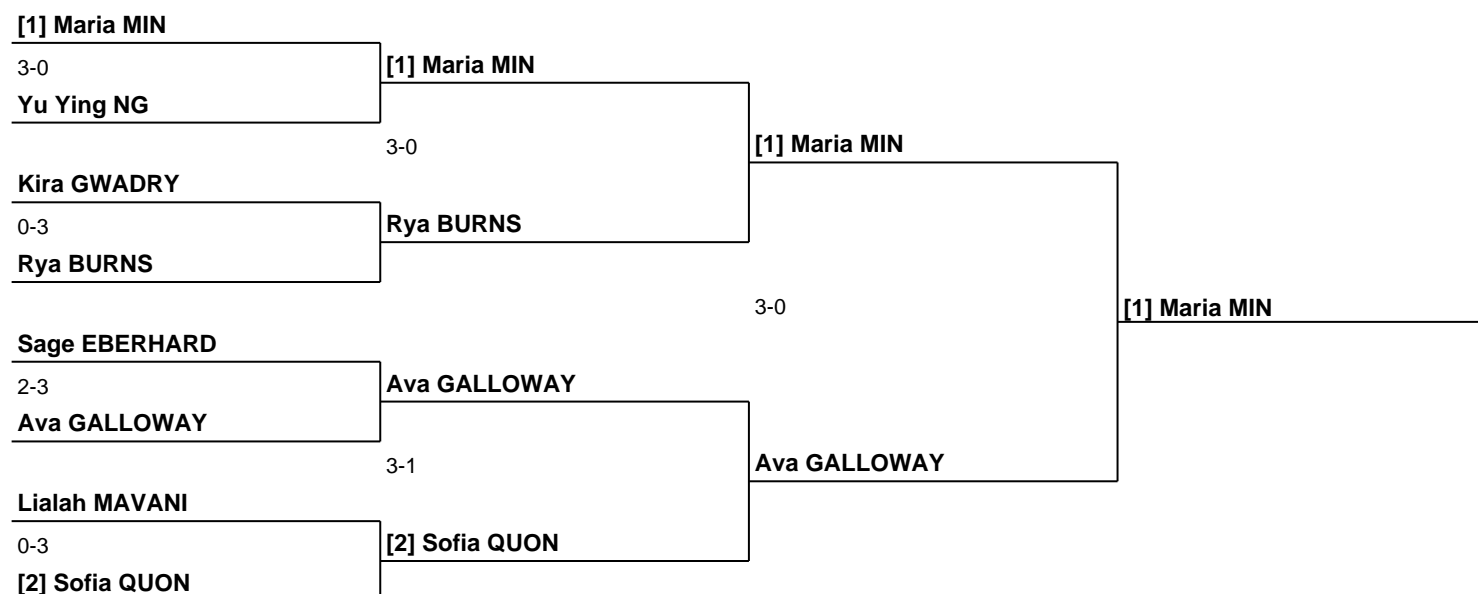 [1] Maria MIN
3-0
[1] Maria MIN
Yu Ying NG
3-0
[1] Maria MIN
Kira GWADRY
0-3
Rya BURNS
Rya BURNS
3-0
[1] Maria MIN
Sage EBERHARD
2-3
Ava GALLOWAY
Ava GALLOWAY
3-1
Ava GALLOWAY
Lialah MAVANI
0-3
[2] Sofia QUON
[2] Sofia QUON